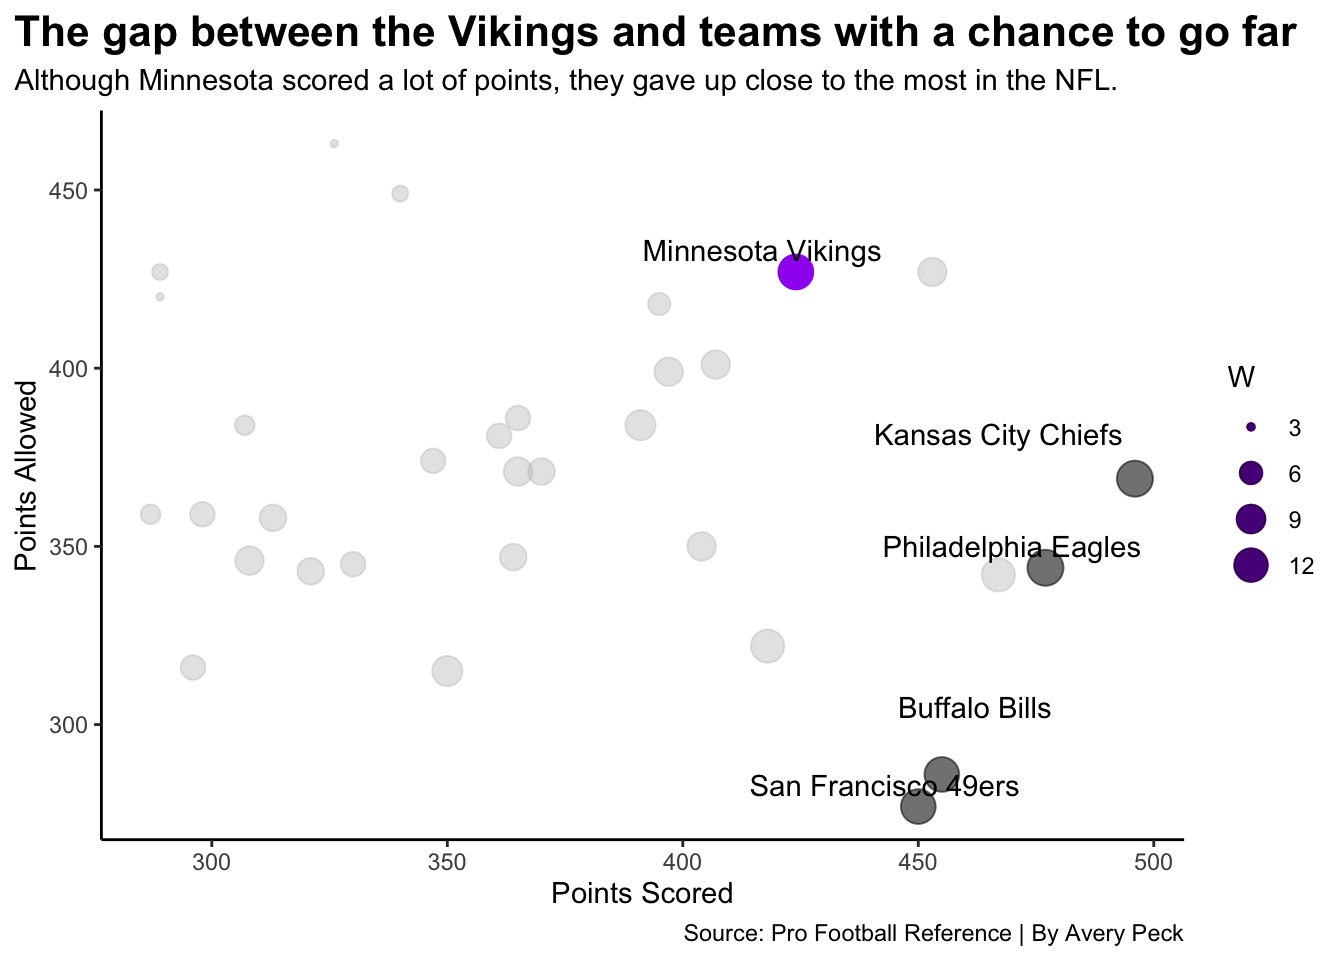 The gap between the Vikings and teams with a chance to go far
Although Minnesota scored a lot of points, they gave up close to the most in the NFL.
450
400
350
300
Points Allowed
Minnesota Vikings
Kansas City Chiefs
Philadelphia Eagles
Buffalo Bills
San Francisco 49ers
W
3
6
9
12
300
350
400
450
500
Points Scored
Source: Pro Football Reference | By Avery Peck